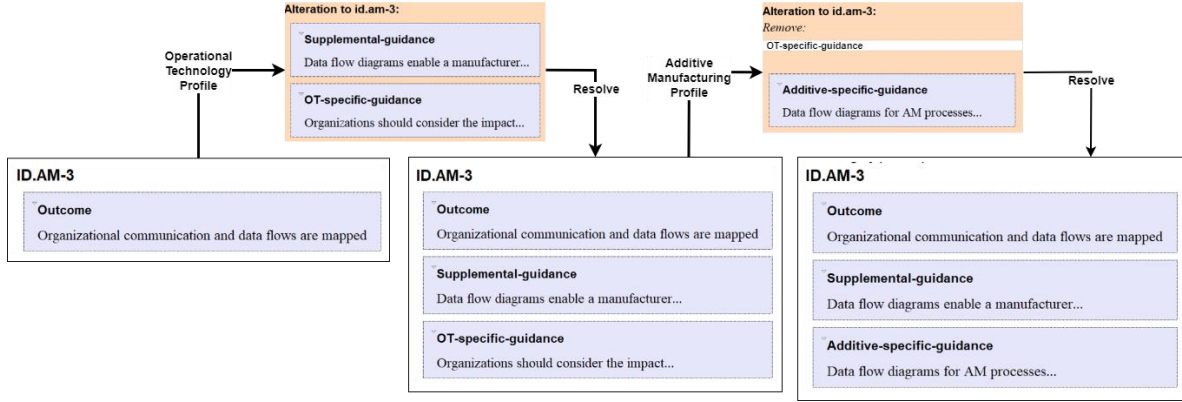 Operational
Technology
Profile
Alteration to id.am-3:
Supplemental-guidance
Data flow diagrams enable a manufacturer...
OT-specific-guidance
Organizations should consider the impact...
Resolve
Additive
Manufacturing
Profile
Alteration to id.am-3:
Remove:
OT-specific-guidance
Additive-specific-guidance
Data flow diagrams for AM processes...
Resolve
ID.AM-3
Outcome
Organizational communication and data flows are mapped
ID.AM-3
Outcome
Organizational communication and data flows are mapped
Supplemental-guidance
Data flow diagrams enable a manufacturer...
OT-specific-guidance
Organizations should consider the impact...
ID.AM-3
Outcome
Organizational communication and data flows are mapped
Supplemental-guidance
Data flow diagrams enable a manufacturer...
Additive-specific-guidance
Data flow diagrams for AM processes...